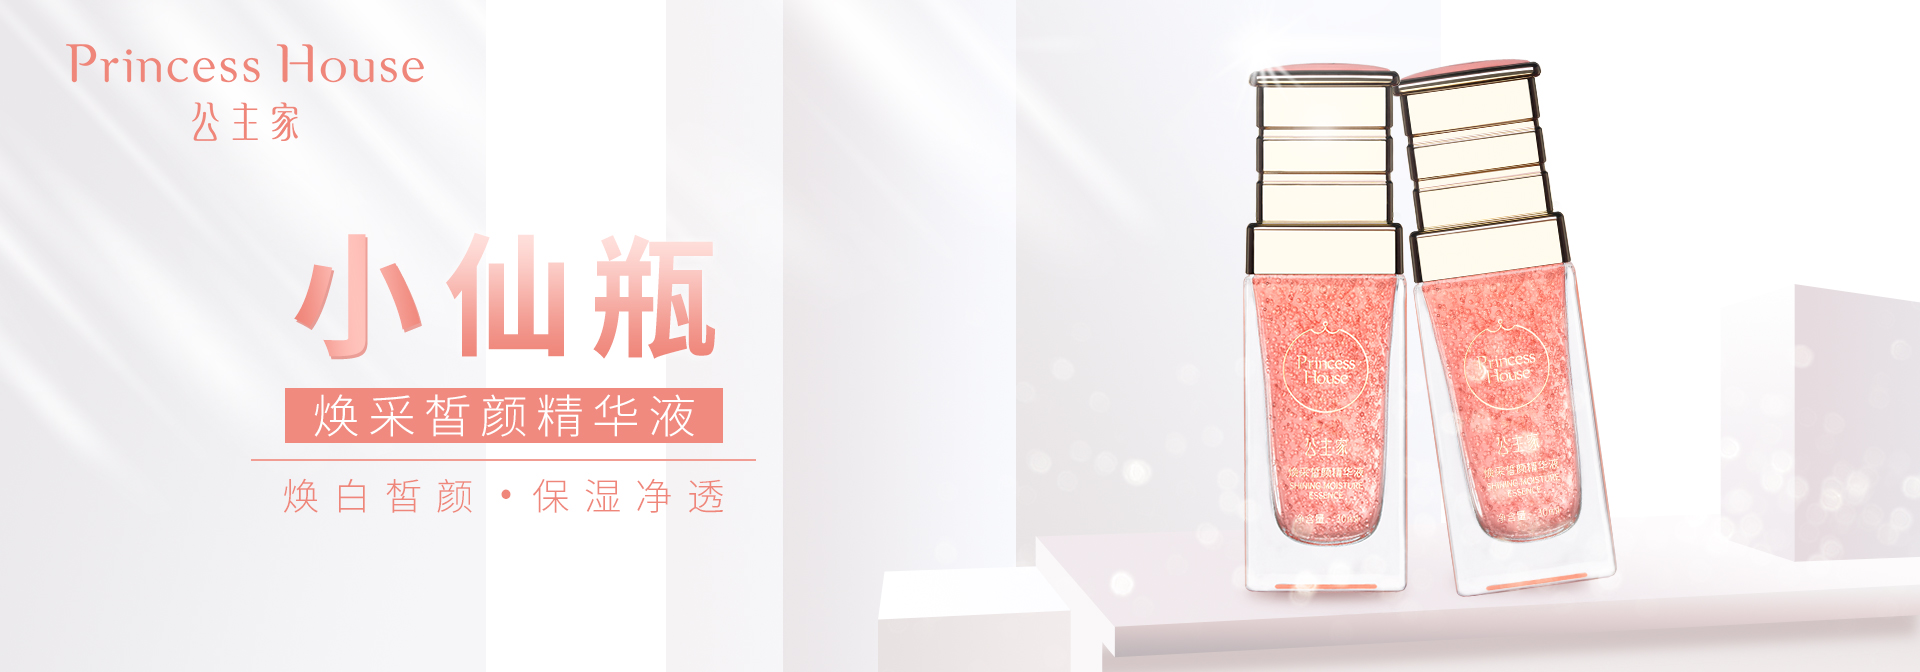 Princess House
公主家
小仙瓶
焕采皙颜精华液
焕白皙颜·保湿净透
Princess
House
公主家
焕采皙颜精华液
SHINING MOISTURE
ESSENCE
净含量：30ml
Princess
House
公主家
焕采皙颜精华液
SHINING MOISTURE
ESSENCE
净含量：30ml